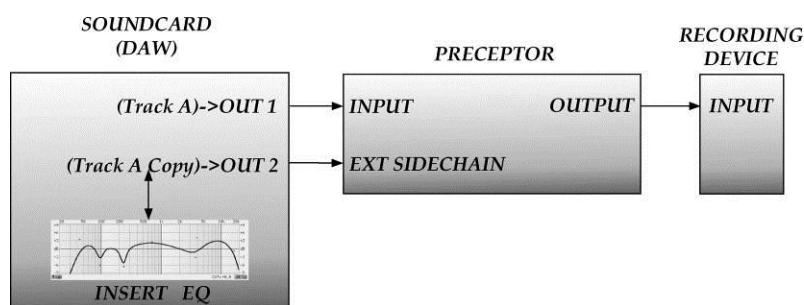 SOUNDCARD
(DAW)
PRECEPTOR
RECORDING
DEVICE
(Track A)->OUT 1
INPUT
OUTPUT
INPUT
(Track A Copy)->OUT 2
EXT SIDECHAIN
INSERT EQ